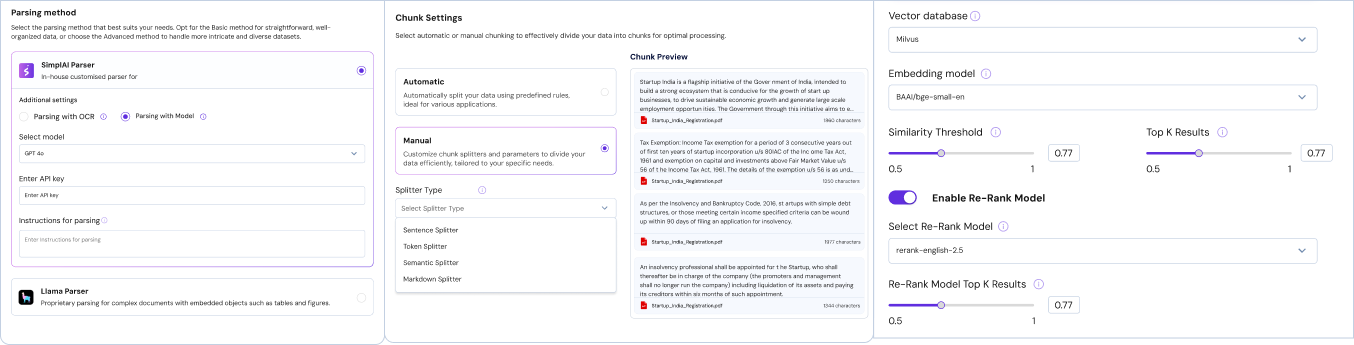 Parsing method
Select the parsing method that best suits your needs. Opt for the Basic method for straightforward, well-
organized data, or choose the Advanced method to handle more intricate and diverse datasets.
SimplAI Parser
In-house customised parser for
Additional settings
Parsing with OCR
Parsing with Model
Select model
GPT 4o
Enter API key
Enter API key
Instructions for parsing
Enter Instructions for parsing
Llama Parser
Proprietary parsing for complex documents with embedded objects such as tables and figures.
Chunk Settings
Select automatic or manual chunking to effectively divide your data into chunks for optimal processing.
Automatic
Automatically split your data using predefined rules,
ideal for various applications.
Manual
Customize chunk splitters and parameters to divide your
data efficiently, tailored to your specific needs.
Splitter Type
Select Splitter Type
Sentence Splitter
Token Splitter
Semantic Splitter
Markdown Splitter
Chunk Preview
Startup India is a flagship initiative of the Gover nment of India, intended to
build a strong ecosystem that is conducive for the growth of start up
businesses, to drive sustainable economic growth and generate large scale
employment opportun ities. The Government through this initiative aims to e...
Startup_India_Registration.pdf
1960 characters
Tax Exemption: Income Tax exemption for a period of 3 consecutive years out
of first ten years of startup incorporation u/s 80IAC of the Inc ome Tax Act,
1961 and exemption on capital and investments above Fair Market Value u/s
56 of t he Income Tax Act, 1961. The details of the exemption u/s 56 is as und...
Startup_India_Registration.pdf
1250 characters
As per the Insolvency and Bankruptcy Code, 2016, st artups with simple debt
structures, or those meeting certain income specified criteria can be wound
up within 90 days of filing an application for insolvency.
Startup_India_Registration.pdf
1977 characters
An insolvency professional shall be appointed for t he Startup, who shall
thereafter be in charge of the company (the promoters and management
shall no longer run the company) including liquidation of its assets and paying
its creditors within six months of such appointment.
Startup_India_Registration.pdf
1344 characters
Vector database
Milvus
Embedding model
BAAI/bge-small-en
Similarity Threshold
0.77
0.5 1
Top K Results
0.77
0.5 1
Enable Re-Rank Model
Select Re-Rank Model
rerank-english-2.5
Re-Rank Model Top K Results
0.77
0.5 1